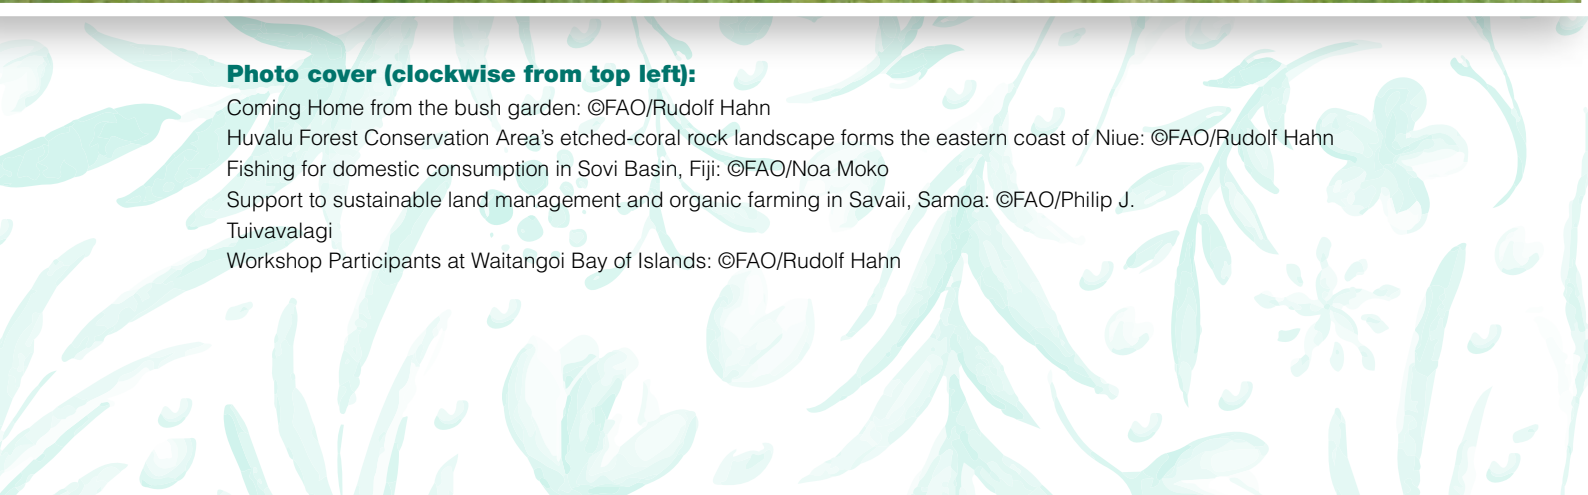 Photo cover (clockwise from top left):
Coming Home from the bush garden: ©FAO/Rudolf Hahn
Huvalu Forest Conservation Area’s etched-coral rock landscape forms the eastern coast of Niue: ©FAO/Rudolf Hahn
Fishing for domestic consumption in Sovi Basin, Fiji: ©FAO/Noa Moko
Support to sustainable land management and organic farming in Savaii, Samoa: ©FAO/Philip J.
Tuivavalagi
Workshop Participants at Waitangoi Bay of Islands: ©FAO/Rudolf Hahn